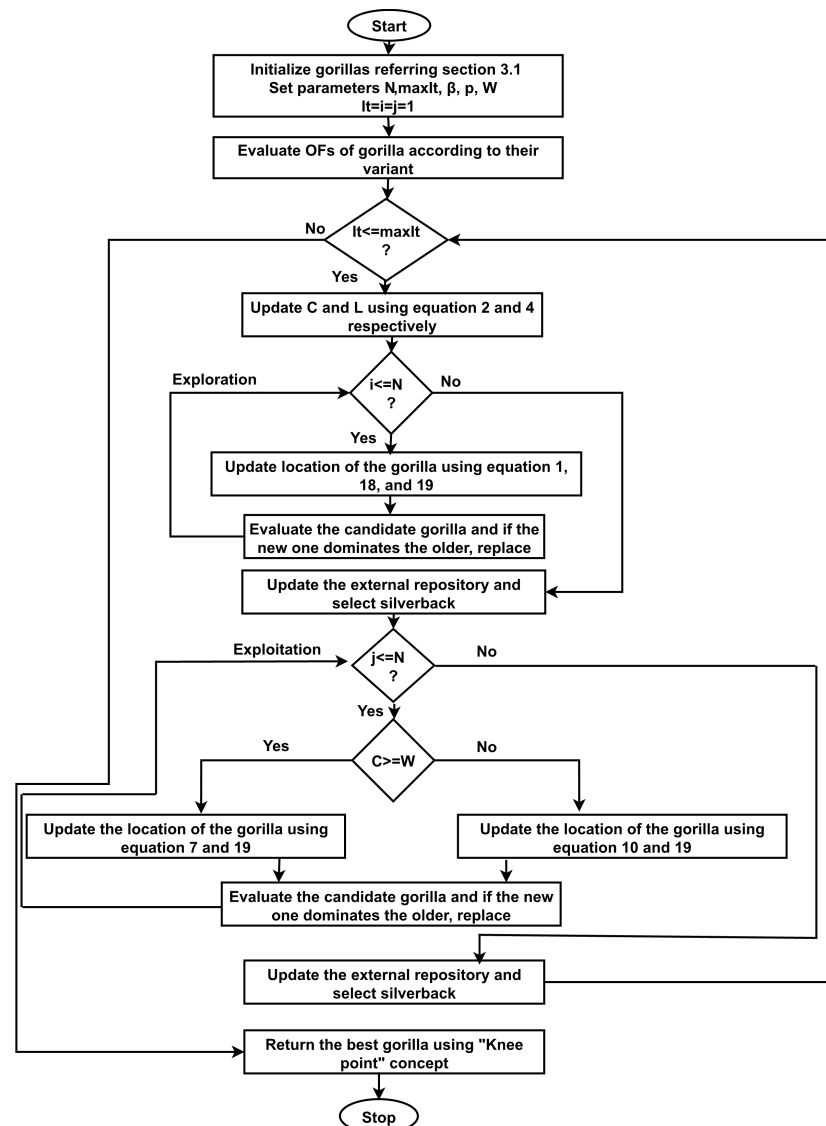 Start
Initialize gorillas referring section 3.1
Set parameters N,maxIt, β, p, W
It=i=j=1
Evaluate OFs of gorilla according to their
variant
No
It<=maxIt
?
Yes
Update C and L using equation 2 and 4
respectively
Exploration
i<=N
?
No
Yes
Update location of the gorilla using equation 1,
18, and 19
Evaluate the candidate gorilla and if the
new one dominates the older, replace
Update the external repository and
select silverback
Exploitation
j<=N
?
No
Yes
Yes
C>=W
No
Update the location of the gorilla using
equation 7 and 19
Update the location of the gorilla using
equation 10 and 19
Evaluate the candidate gorilla and if the new
one dominates the older, replace
Update the external repository and
select silverback
Return the best gorilla using "Knee
point" concept
Stop